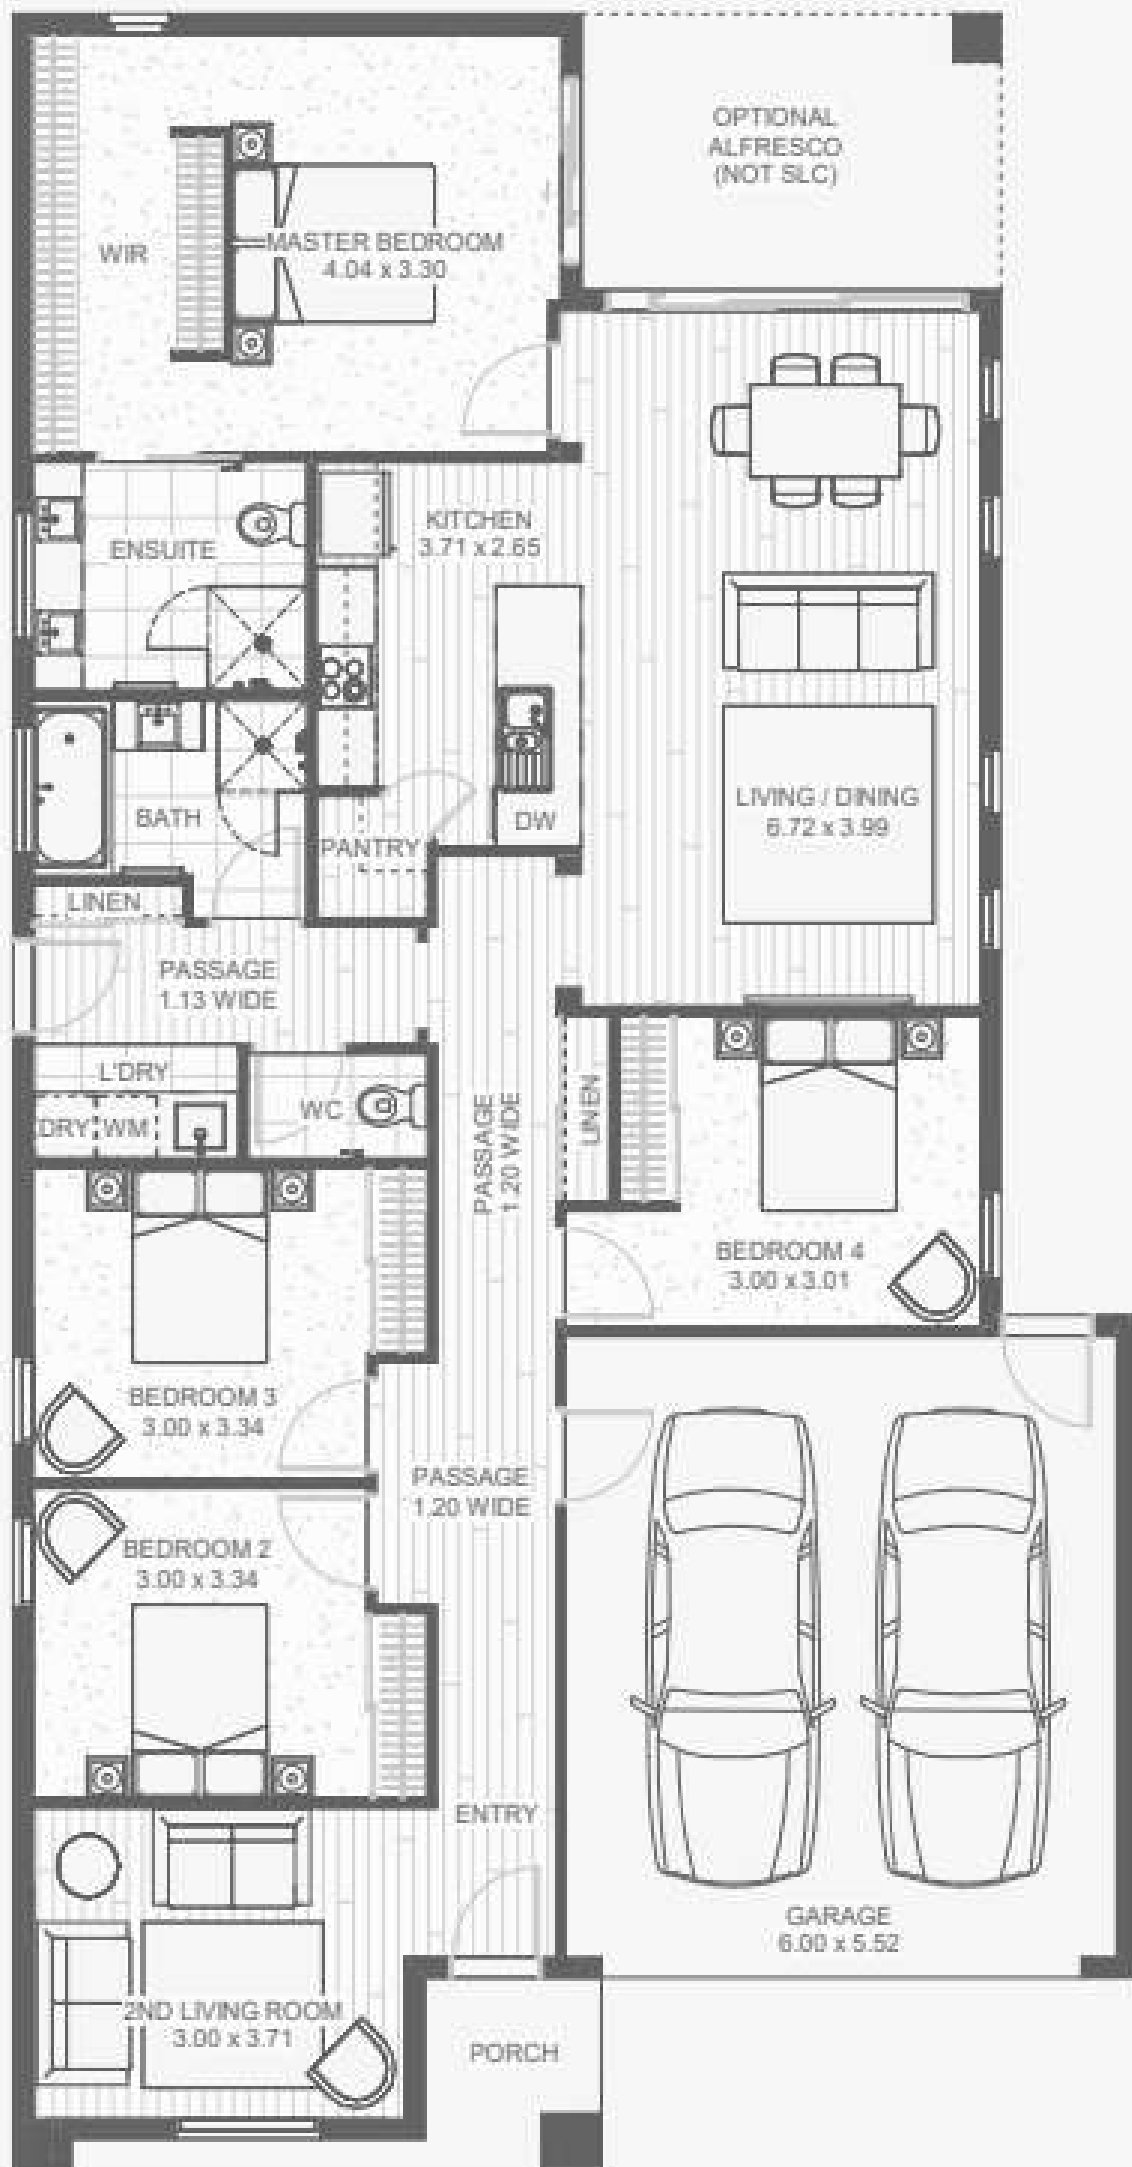 OPTIONAL
ALFRESCO
(NOT SLC)
WIR
MASTER BEDROOM
4.04 x 3.30
KITCHEN
3.71 x 2.65
ENSUITE
LIVING / DINING
6.72 x 3.99
BATH
DW
PANTRY
LINEN
PASSAGE
1.13 WIDE
L'DRY
DRY
WM
WC
PASSAGE
1.20 WIDE
LINEN
BEDROOM 4
3.00 x 3.01
BEDROOM 3
3.00 x 3.34
PASSAGE
1.20 WIDE
BEDROOM 2
3.00 x 3.34
ENTRY
GARAGE
6.00 x 5.52
2ND LIVING ROOM
3.00 x 3.71
PORCH